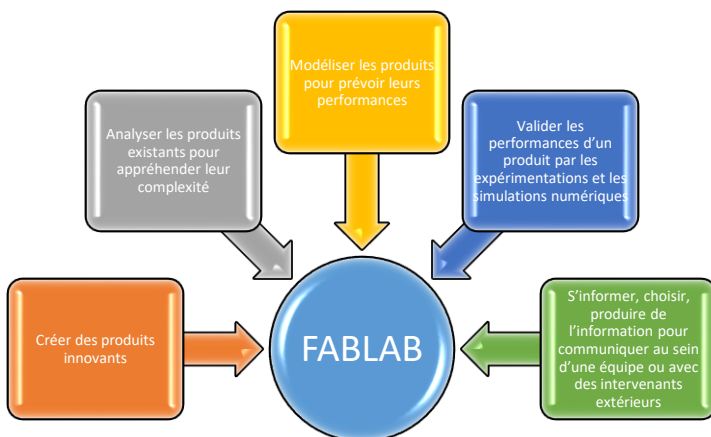 Modéliser les produits
pour prévoir leurs
performances
Analyser les produits
existants pour
appréhender leur
complexité
Valider les
performances d’un
produit par les
expérimentations et les
simulations numériques
Créer des produits
innovants
FABLAB
S’informer, choisir,
produire de
l’information pour
communiquer au sein
d’une équipe ou avec
des intervenants
extérieurs